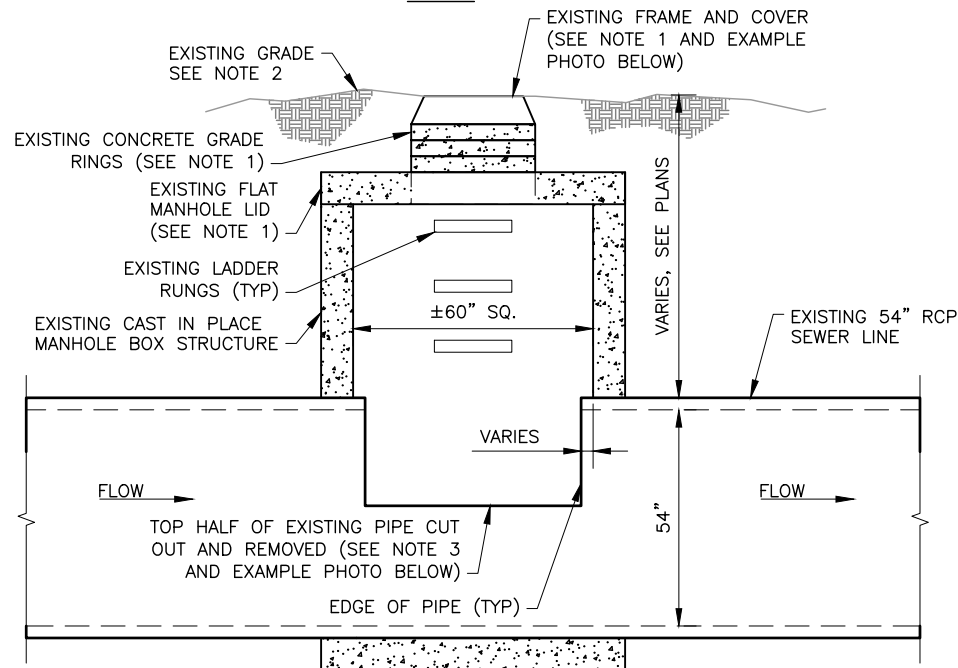 EXISTING FRAME AND COVER
(SEE NOTE 1 AND EXAMPLE
PHOTO BELOW)
EXISTING GRADE
SEE NOTE 2
EXISTING CONCRETE GRADE
RINGS (SEE NOTE 1)
EXISTING FLAT
MANHOLE LID
(SEE NOTE 1)
EXISTING LADDER
RUNGS (TYP)
EXISTING CAST IN PLACE
MANHOLE BOX STRUCTURE
±60" SQ.
VARIES, SEE PLANS
EXISTING 54" RCP
SEWER LINE
VARIES
FLOW
FLOW
54"
TOP HALF OF EXISTING PIPE CUT
OUT AND REMOVED (SEE NOTE 3
AND EXAMPLE PHOTO BELOW)
EDGE OF PIPE (TYP)